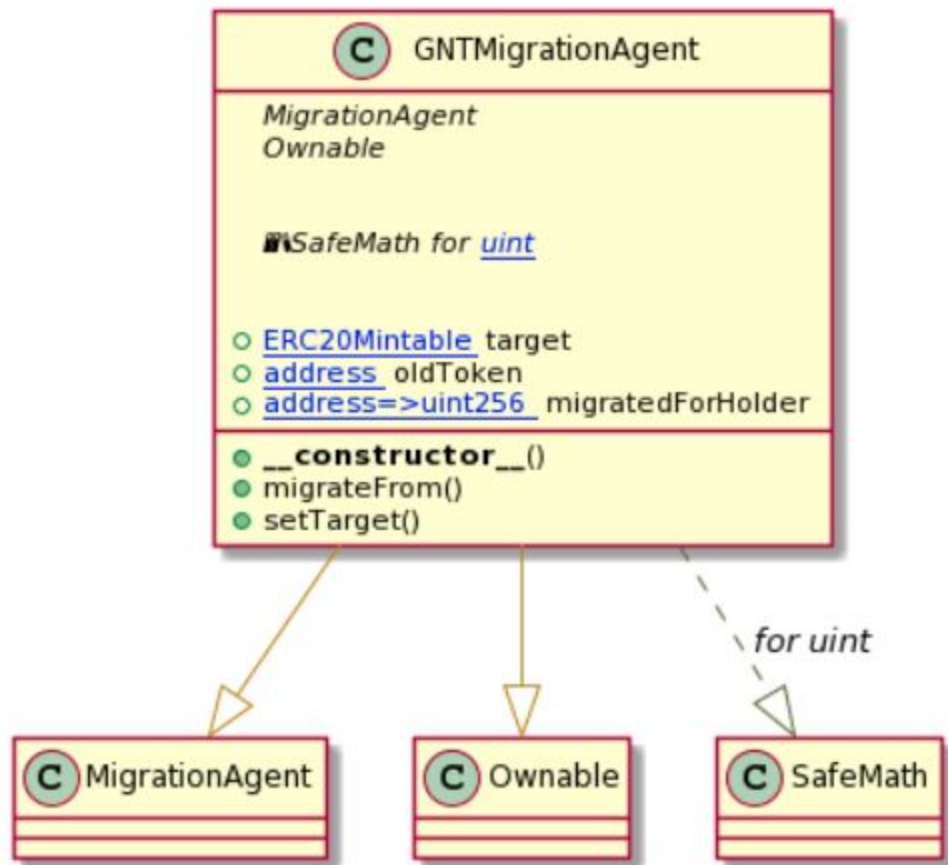 C GNTMigrationAgent
MigrationAgent
Ownable
SafeMath for uint
ERC20Mintable target
address oldToken
address=>uint256 migratedForHolder
__constructor__()
migrateFrom()
setTarget()
for uint
C MigrationAgent
C Ownable
C SafeMath